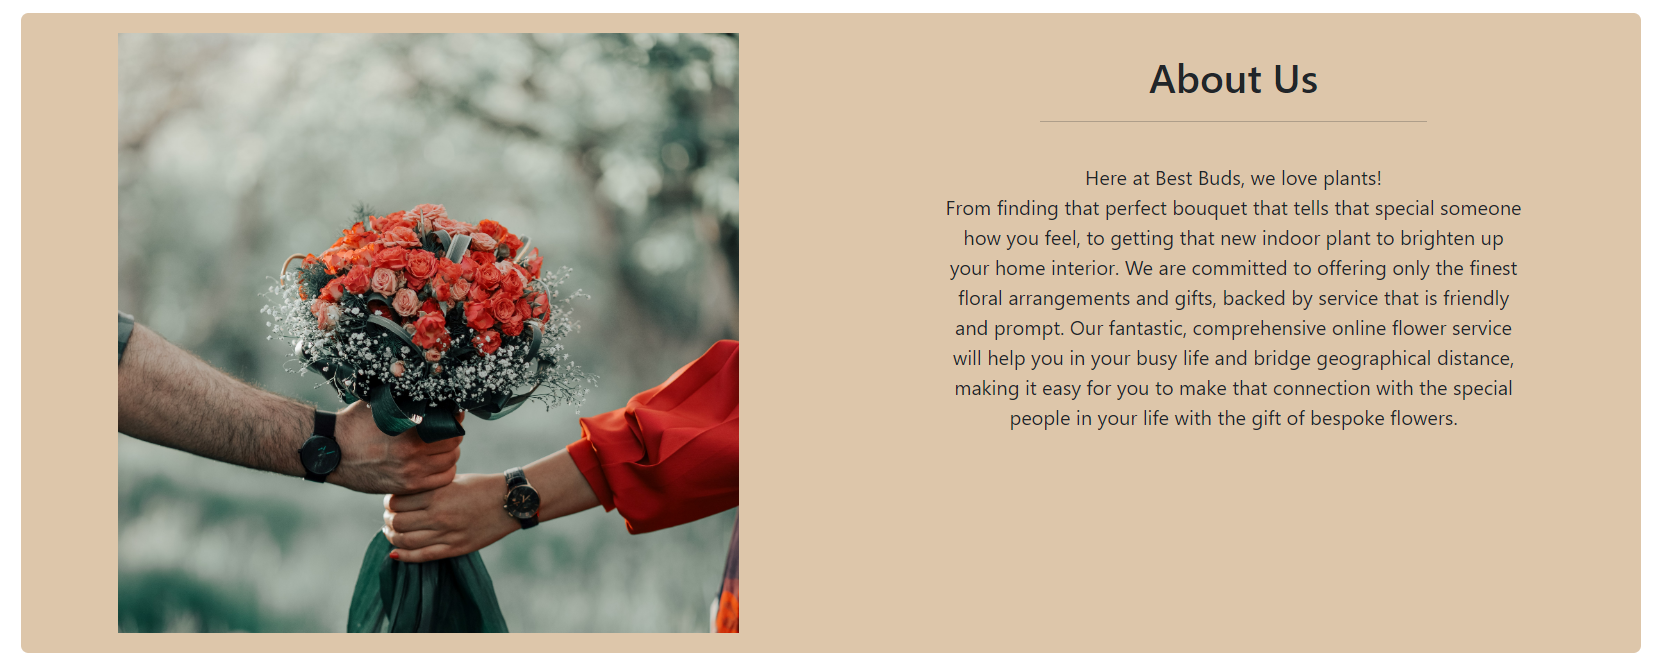 About Us
Here at Best Buds, we love plants!
From finding that perfect bouquet that tells that special someone
how you feel, to getting that new indoor plant to brighten up
your home interior. We are committed to offering only the finest
floral arrangements and gifts, backed by service that is friendly
and prompt. Our fantastic, comprehensive online flower service
will help you in your busy life and bridge geographical distance,
making it easy for you to make that connection with the special
people in your life with the gift of bespoke flowers.